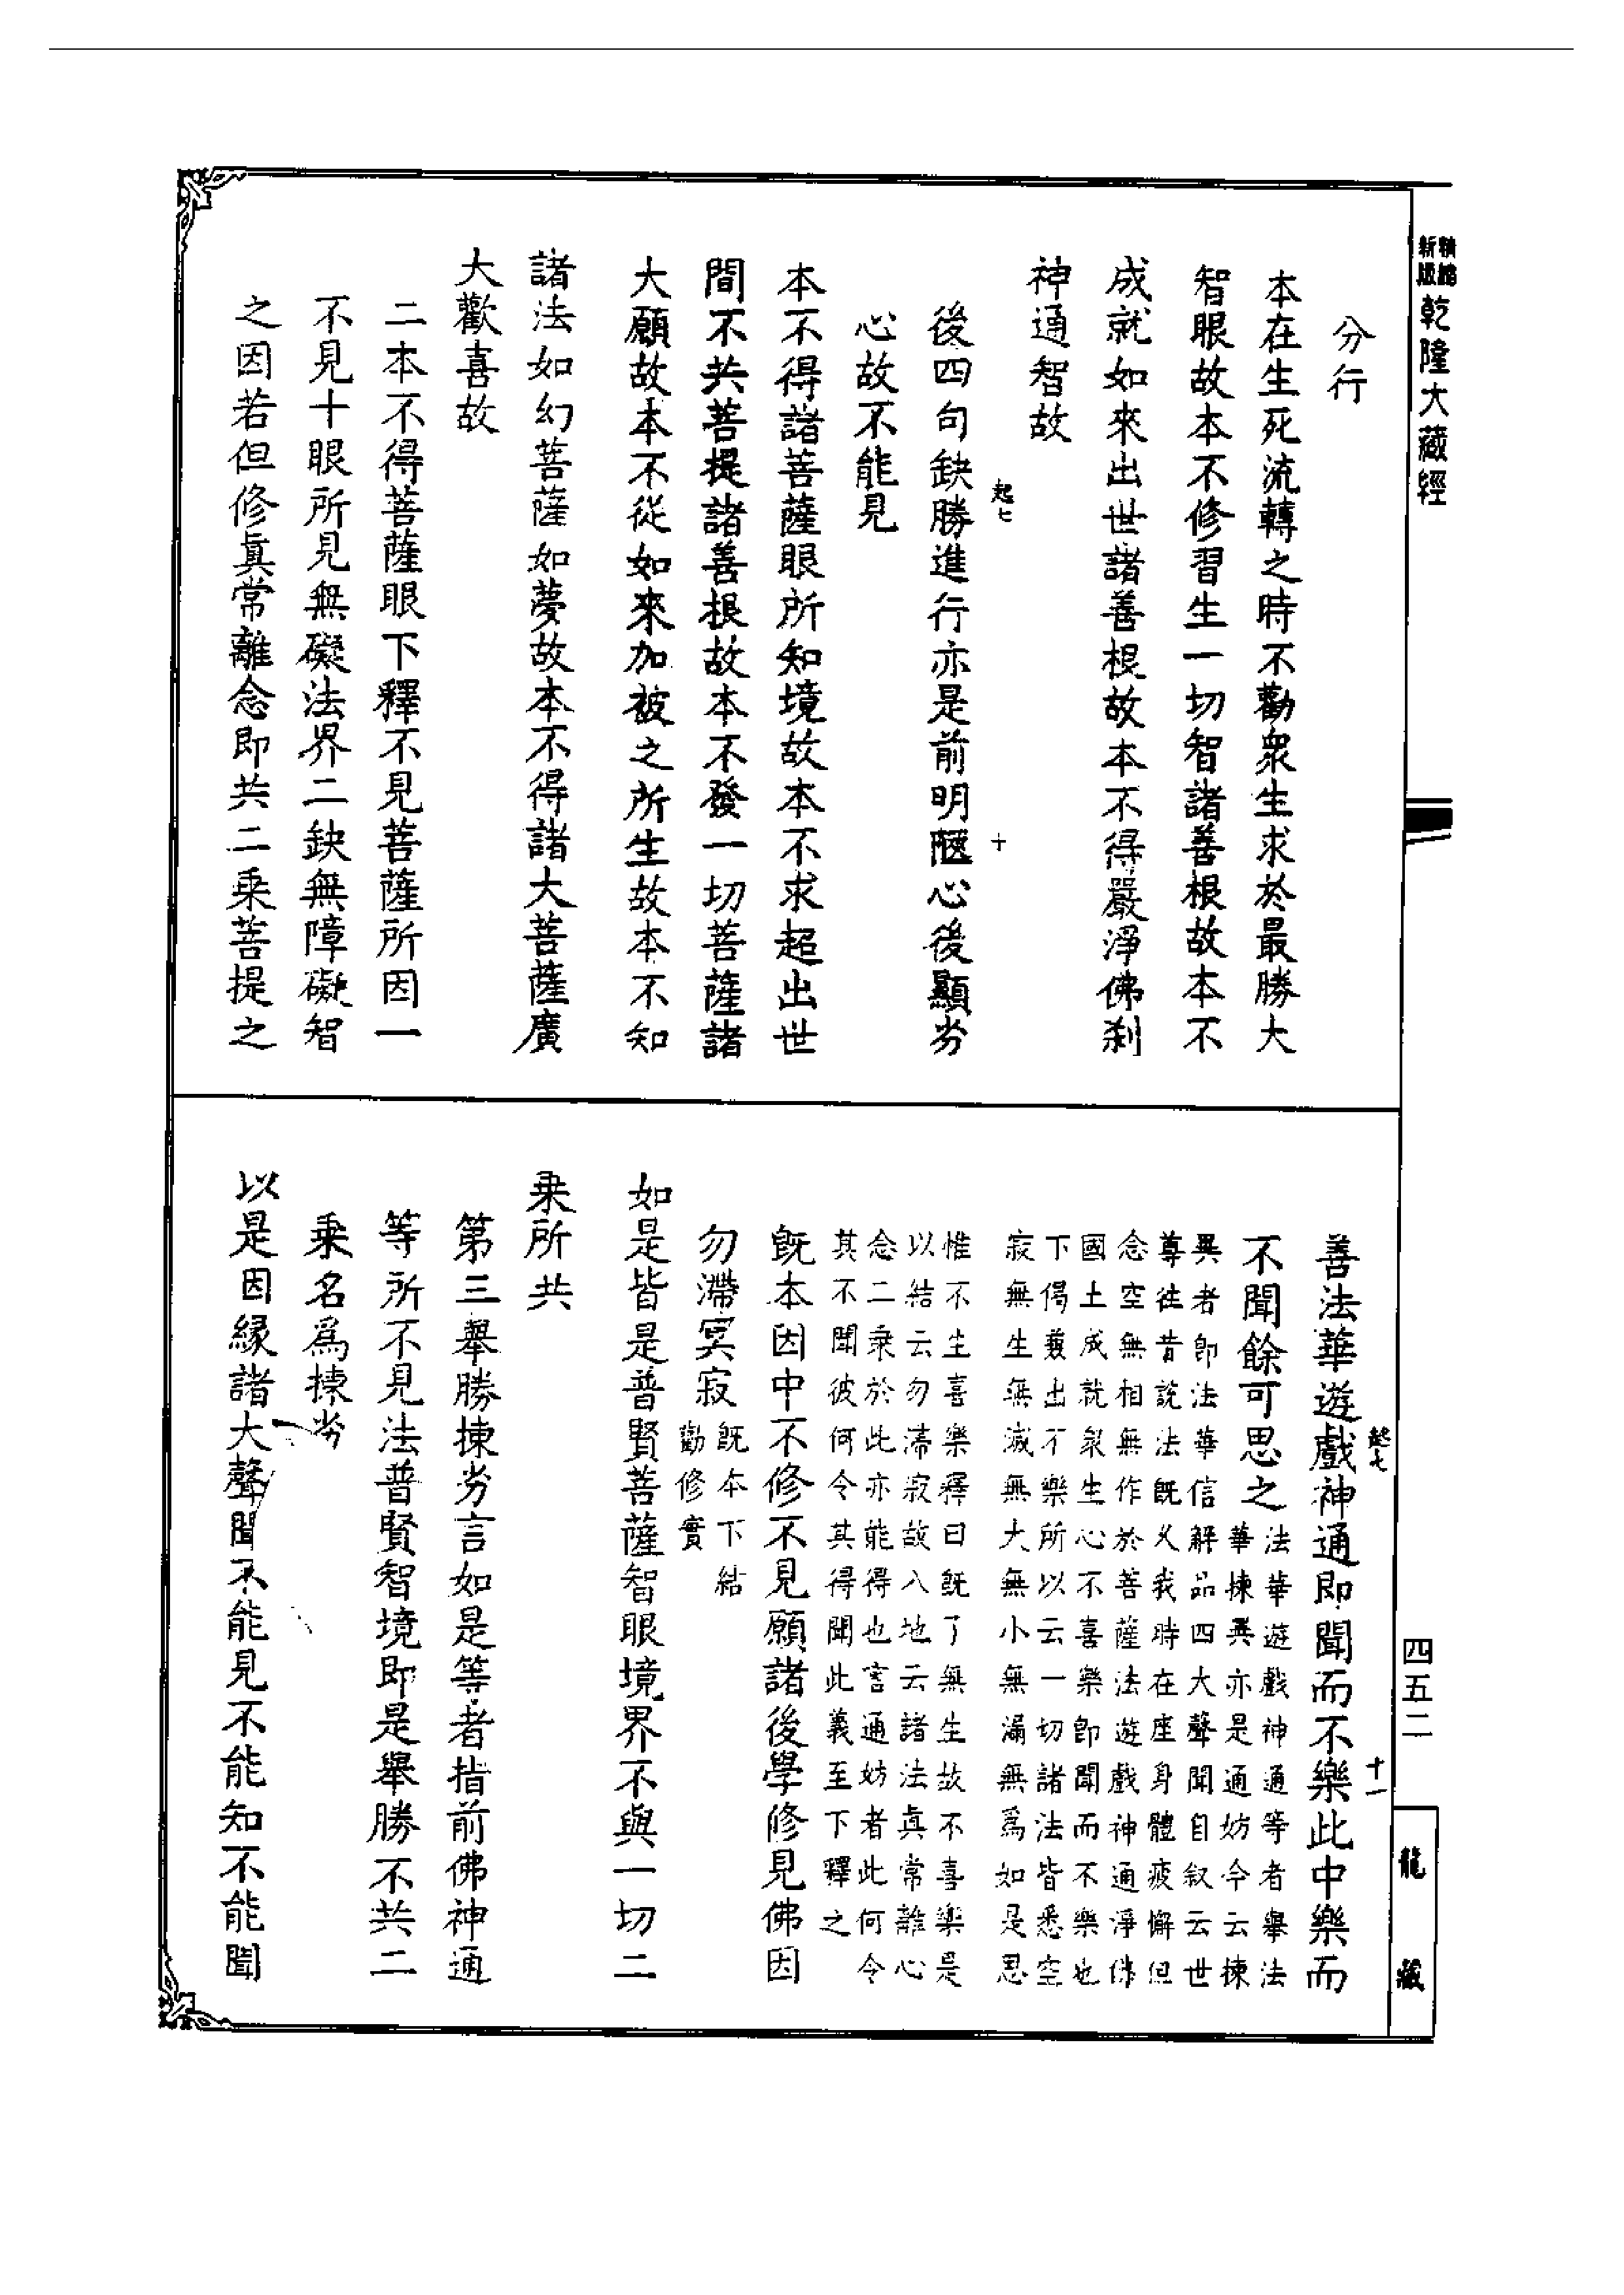 新編縮版乾隆大藏經
分行
本在生死流轉之時不勸衆生求於最勝大
智眼故本不修習生一切智諸善根故本不
成就如來出世諸善根故本不得嚴淨佛刹
神通智故
起七
十
後四句缺勝進行亦是前明陋心後顯劣
心故不能見
本不得諸菩薩眼所知境故本不求超出世
間不共菩提諸善根故本不發一切菩薩諸
大願故本不從如來加被之所生故本不知
諸法如幻菩薩如夢故本不得諸大菩薩廣
大歡喜故
二本不得菩薩眼下釋不見菩薩所因一
不見十眼所見無礙法界二缺無障礙智
之因若但修眞常離念即共二乘菩提之
起七
十一
善法華遊戲神通即聞而不樂此中樂而
不聞餘可思之
法華遊戲神通等者舉法
華揀異亦是通妨今云揀
異者即法華信解品四大聲聞自叙云世
尊往昔說法旣久我時在座身體疲懈但
念空無相無作於菩薩法遊戲神通淨佛
國土成就衆生心不喜樂即聞而不樂也
下偈雙出不樂所以云一切諸法皆悉空
寂無生無滅無大無小無漏無爲如是思
惟不生喜樂釋曰旣了無生故不喜樂是
以結云勿滯寂故入地云諸法眞常離心
念二乘於此亦能得也言通妨者此何令
其不聞彼何令其得聞此義至下釋之
旣本因中不修不見願諸後學修見佛因
勿滯冥寂
旣本下結
勸修實
如是皆是普賢菩薩智眼境界不與一切二
乘所共
第三舉勝揀劣言如是等者指前佛神通
等所不見法普賢智境即是舉勝不共二
乘名爲揀劣
以是因緣諸大聲聞不能見不能知不能聞
四五二
龍藏